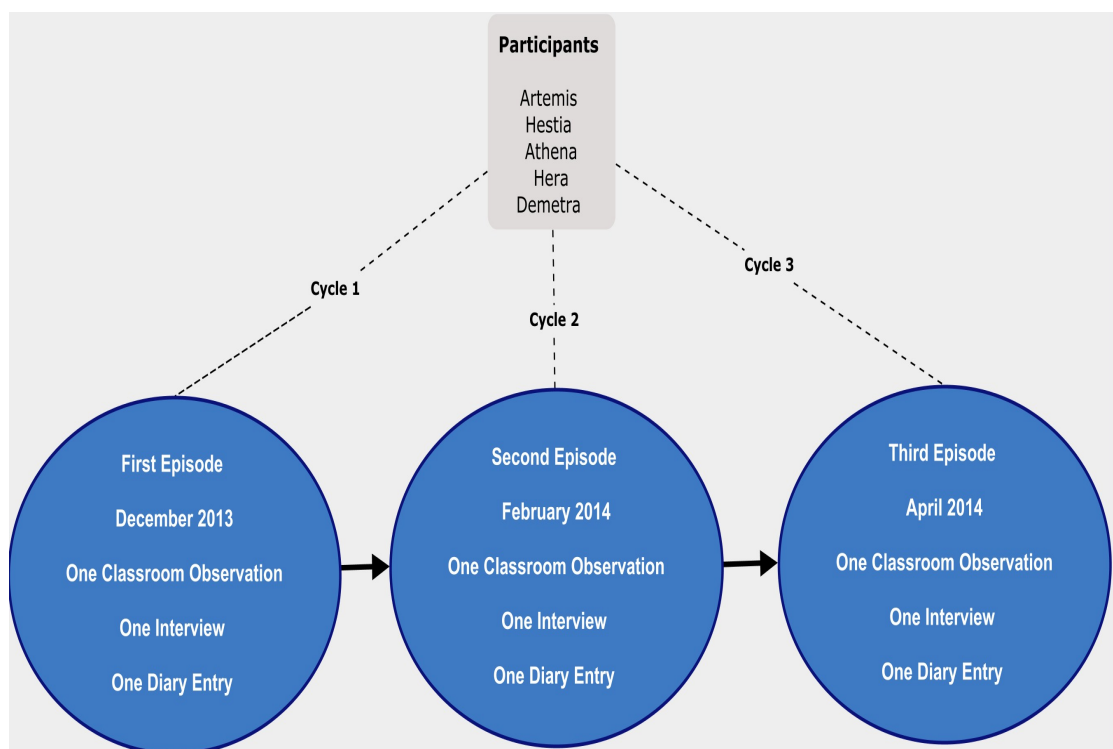 Participants
Artemis
Hestia
Athena
Hera
Demetra
Cycle 1
Cycle 2
Cycle 3
First Episode
December 2013
One Classroom Observation
One Interview
One Diary Entry
Second Episode
February 2014
One Classroom Observation
One Interview
One Diary Entry
Third Episode
April 2014
One Classroom Observation
One Interview
One Diary Entry